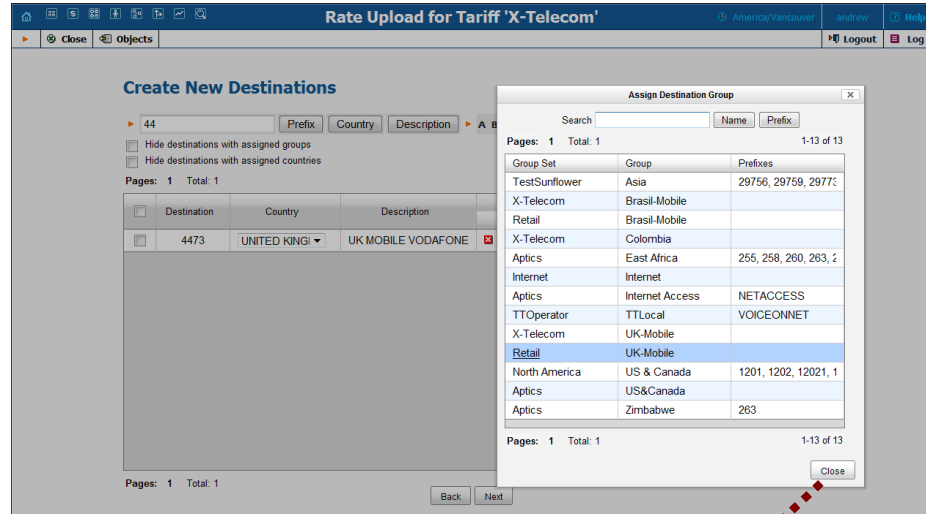 Rate Upload for Tariff 'X-Telecom'
America/Vancouver
andrew
Help
Close
Objects
Logout
Log
Create New Destinations
44
Prefix
Country
Description
A B
Hide destinations with assigned groups
Hide destinations with assigned countries
Pages: 1 Total: 1
Destination Country Description
4473 UNITED KINGI UK MOBILE VODAFONE
Pages: 1 Total: 1
Back
Next
Assign Destination Group
Search
Name
Prefix
Pages: 1 Total: 1 1-13 of 13
Group Set Group Prefixes
TestSunflower Asia 29756, 29759, 29773
X-Telecom Brasil-Mobile
Retail Brasil-Mobile
X-Telecom Colombia
Aptics East Africa 255, 258, 260, 263, 2
Internet Internet
Aptics Internet Access NETACCESS
TTOperator TTLocal VOICEONNET
X-Telecom UK-Mobile
Retail UK-Mobile
North America US & Canada 1201, 1202, 12021, 1
Aptics US&Canada
Aptics Zimbabwe 263
Pages: 1 Total: 1 1-13 of 13
Close